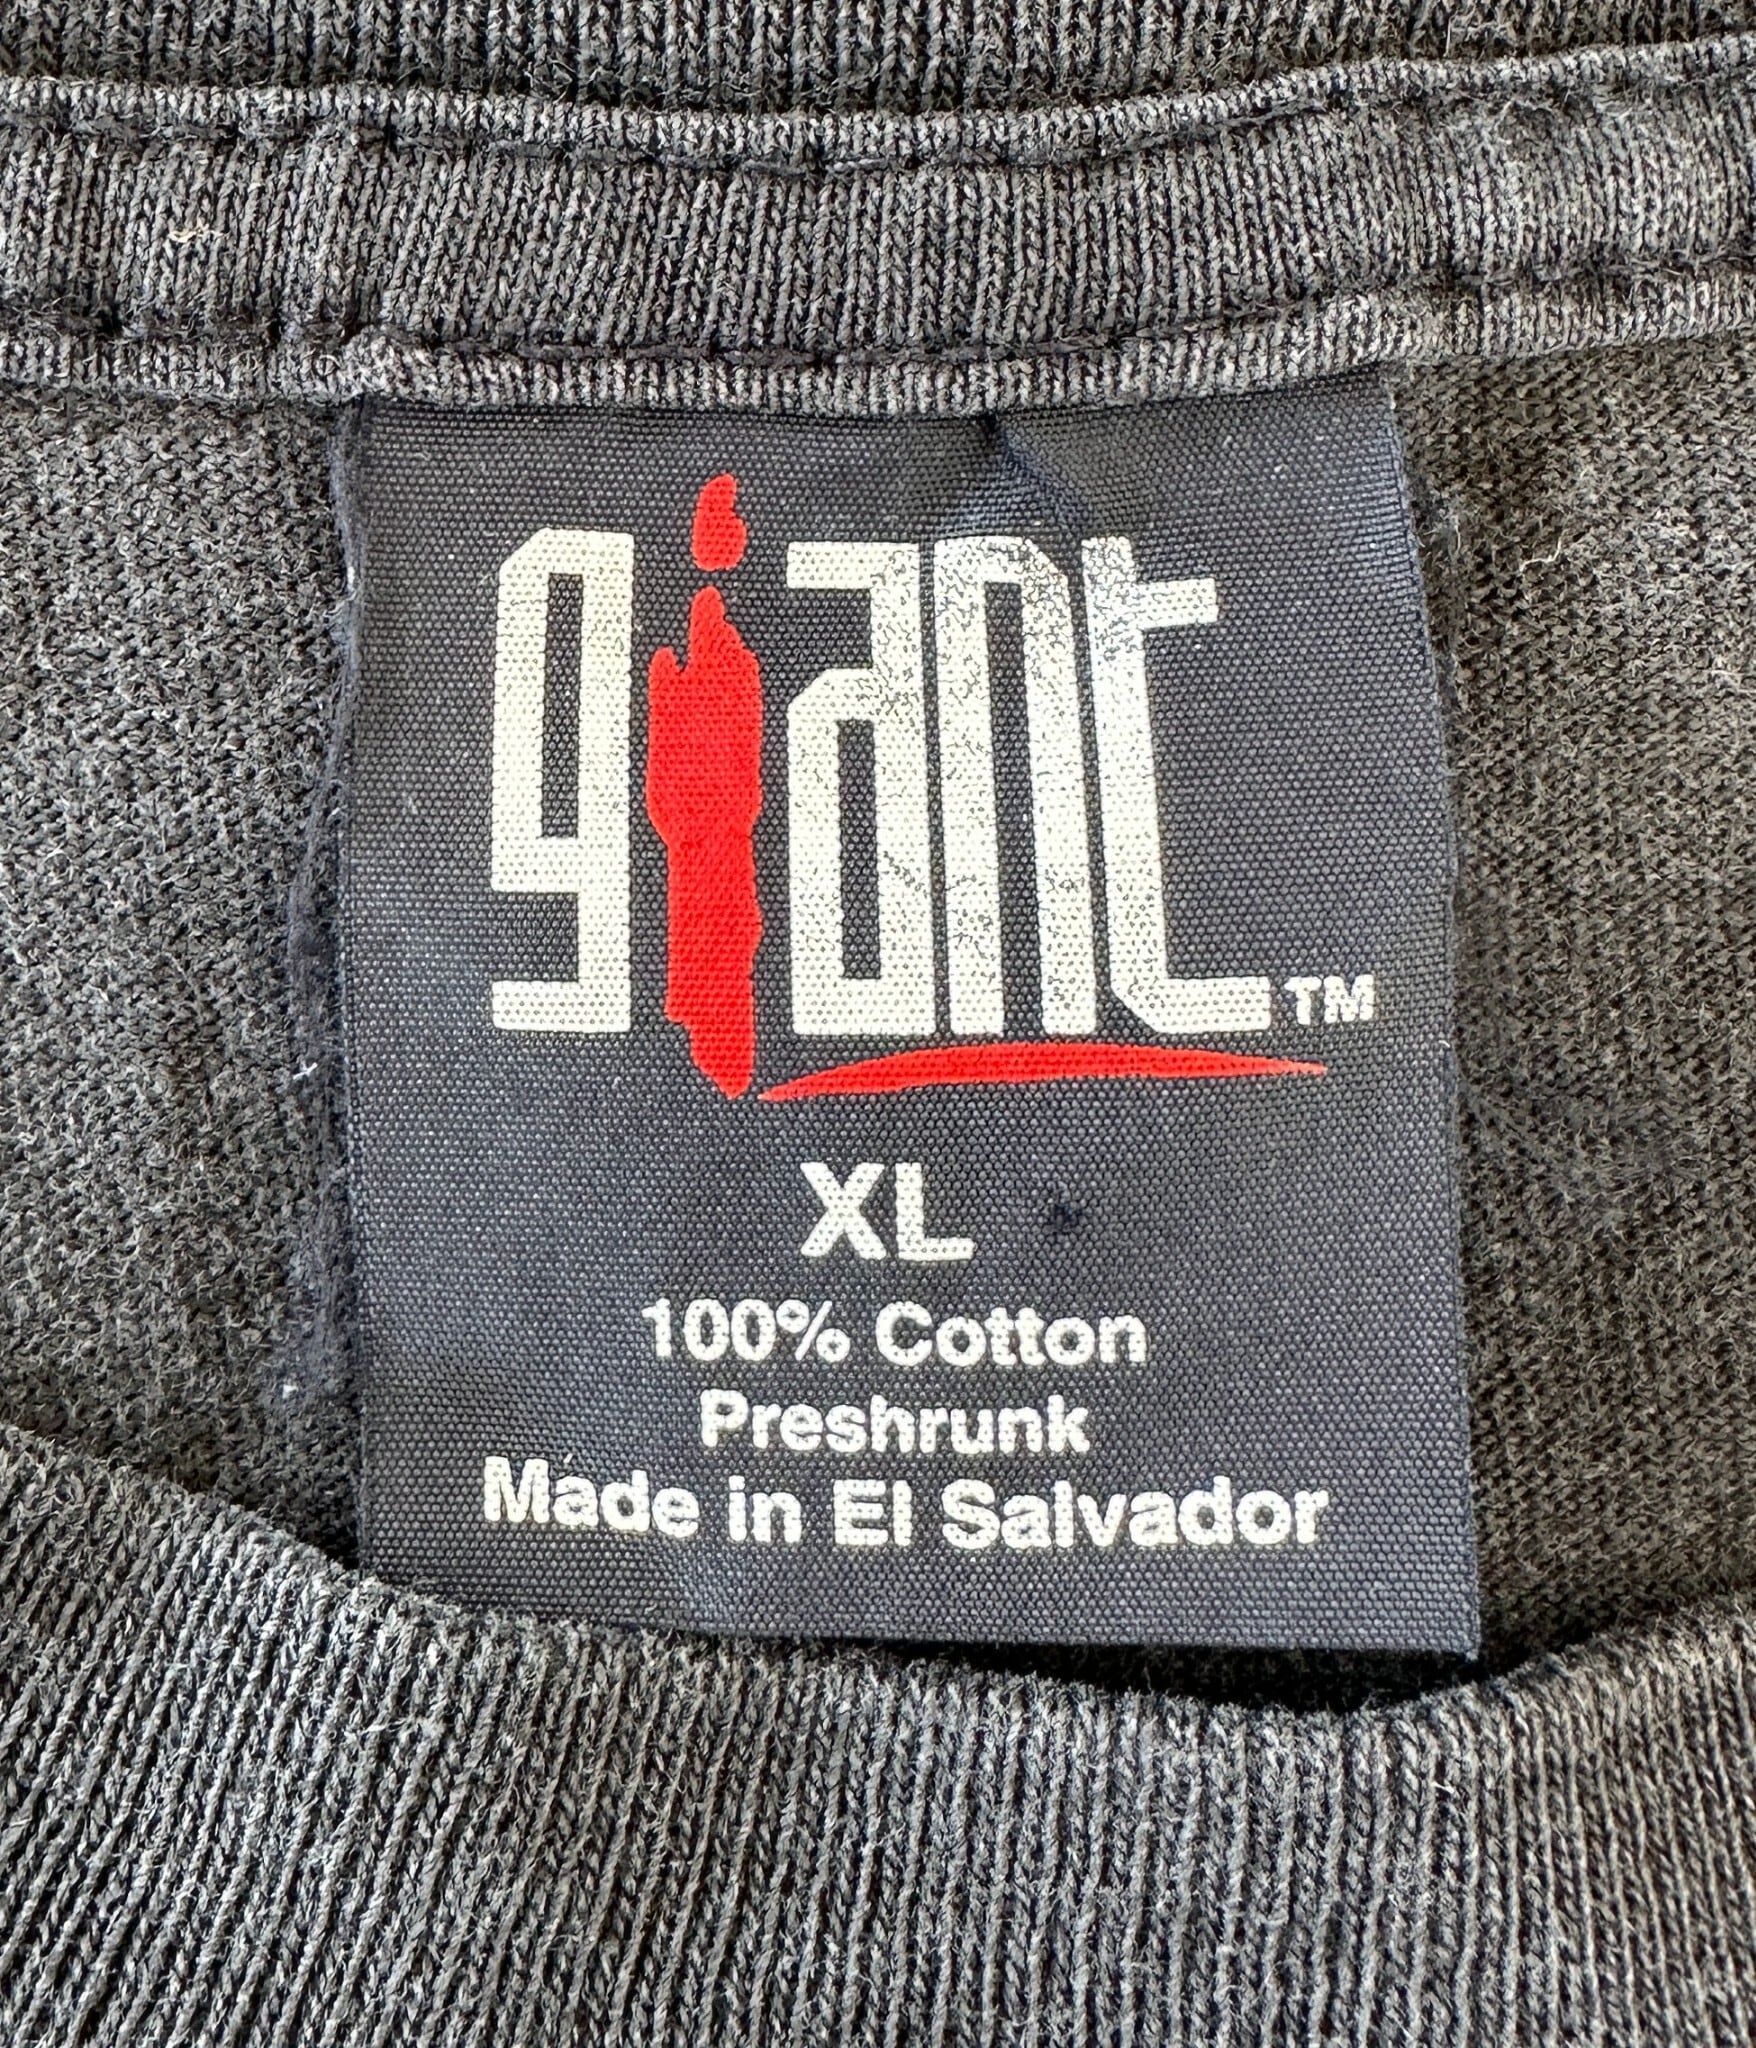 giant™
XL
100% Cotton
Preshrunk
Made in El Salvador